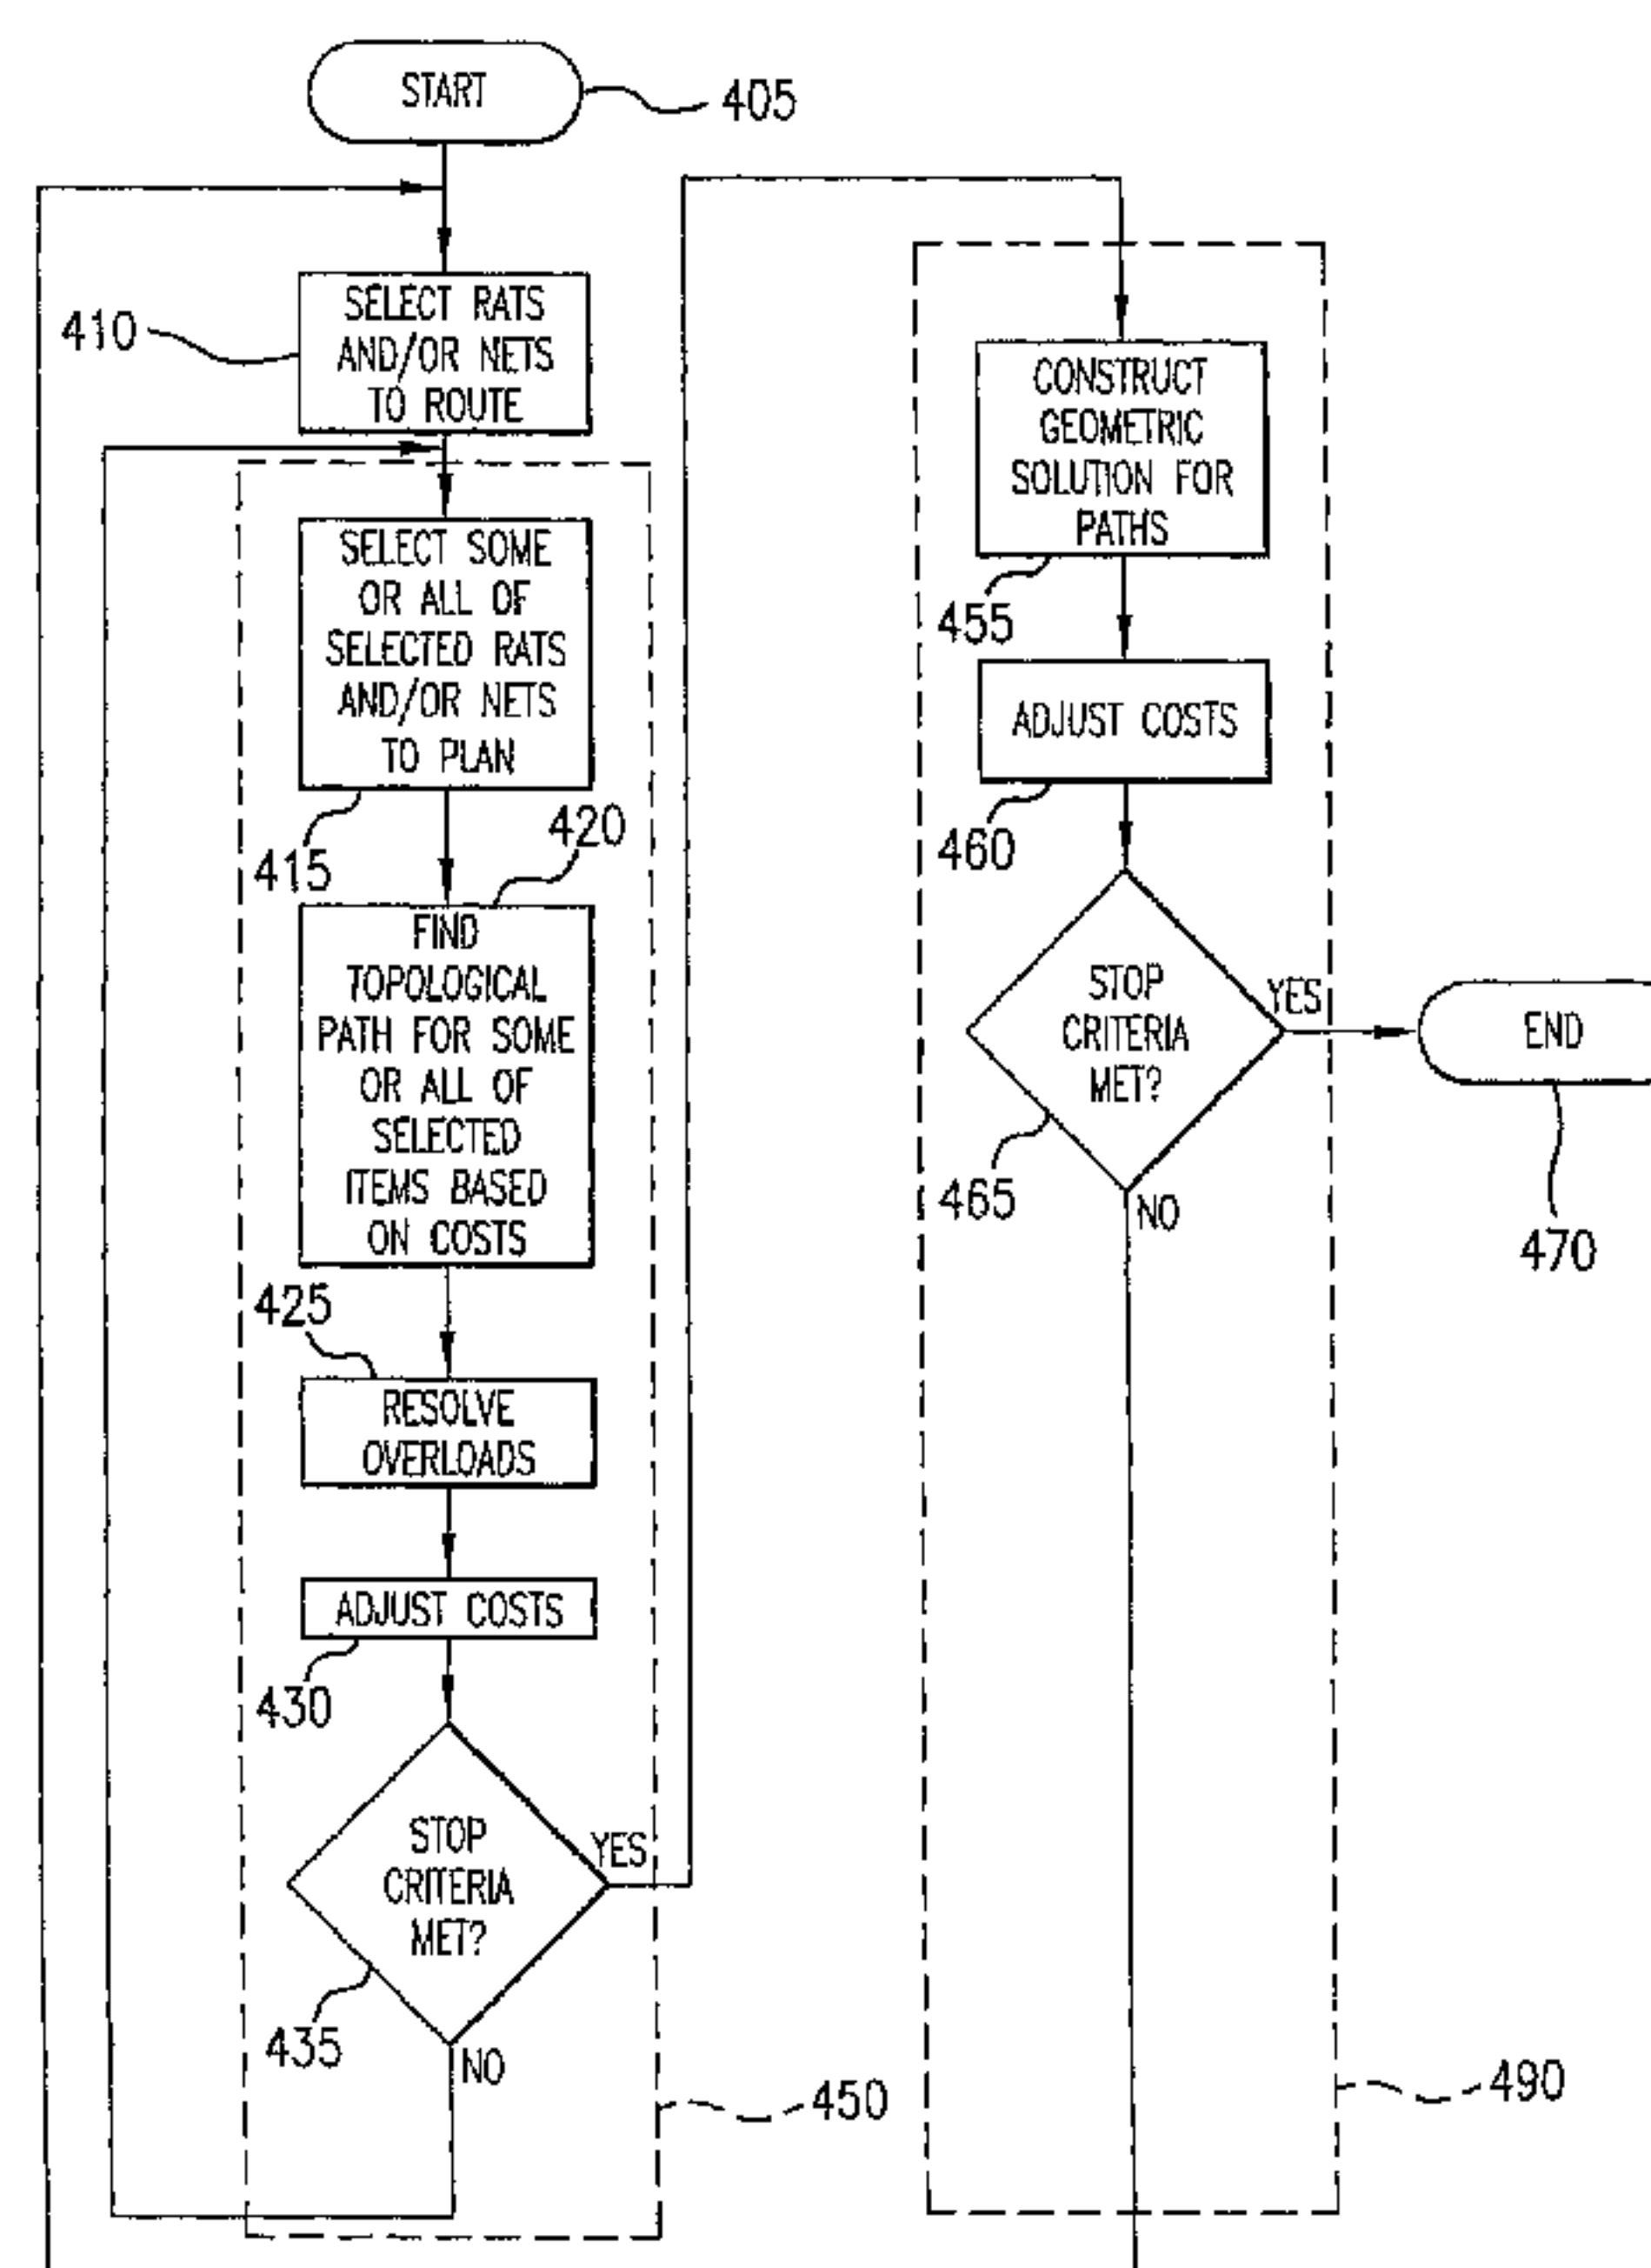 START
405
410
SELECT RATS
AND/OR NETS
TO ROUTE
SELECT SOME
OR ALL OF
SELECTED RATS
AND/OR NETS
TO PLAN
415
420
FIND
TOPOLOGICAL
PATH FOR SOME
OR ALL OF
SELECTED
ITEMS BASED
ON COSTS
425
RESOLVE
OVERLOADS
ADJUST COSTS
430
STOP
CRITERIA
MET?
YES
435
NO
450
CONSTRUCT
GEOMETRIC
SOLUTION FOR
PATHS
455
ADJUST COSTS
460
STOP
CRITERIA
MET?
YES
465
NO
END
470
490